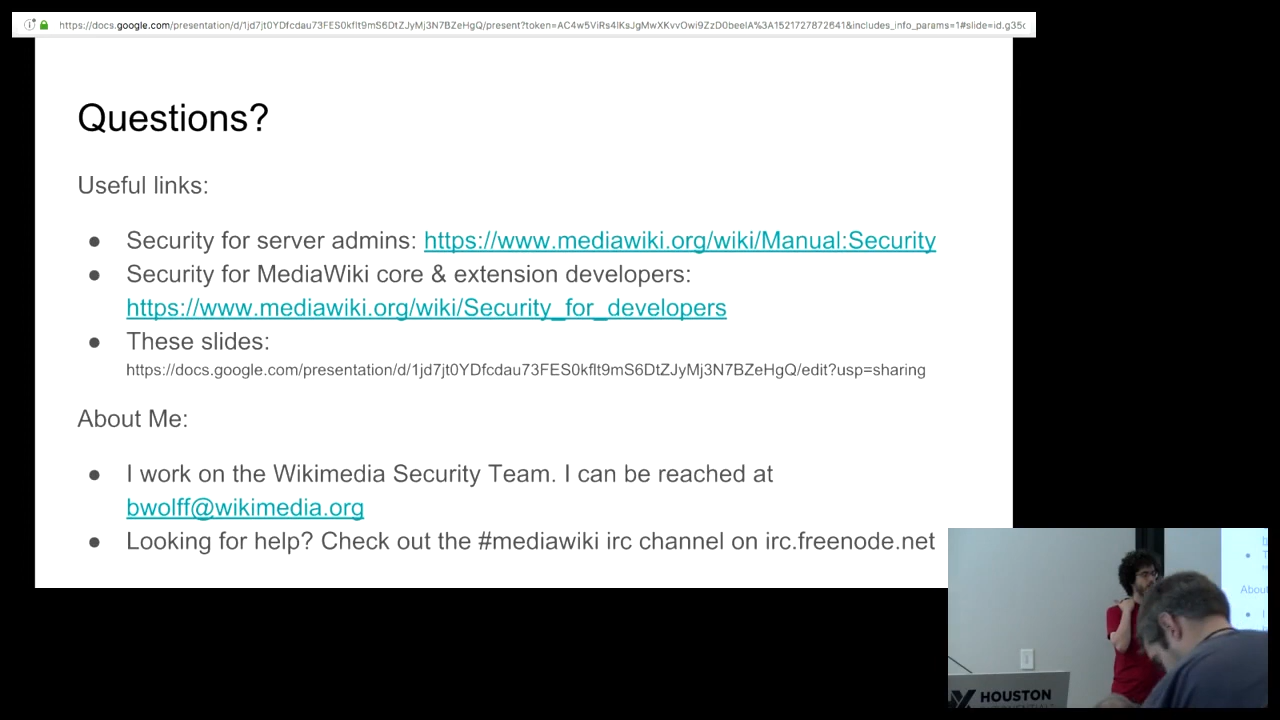 https://docs.google.com/presentation/d/1jd7jt0YDfcdau73FES0kflt9mS6DtZJyMj3N7BZeHgQ/present?token=AC4w5ViRs4lKsJgMwXKvvOwi9ZzD0beeIA%3A1521727872641&includes_info_params=1#slide=id.g35c
Questions?
Useful links:
● Security for server admins: https://www.mediawiki.org/wiki/Manual:Security
● Security for MediaWiki core & extension developers:
https://www.mediawiki.org/wiki/Security_for_developers
● These slides:
https://docs.google.com/presentation/d/1jd7jt0YDfcdau73FES0kflt9mS6DtZJyMj3N7BZeHgQ/edit?usp=sharing
About Me:
● I work on the Wikimedia Security Team. I can be reached at
bwolff@wikimedia.org
● Looking for help? Check out the #mediawiki irc channel on irc.freenode.net
About
HOUSTON